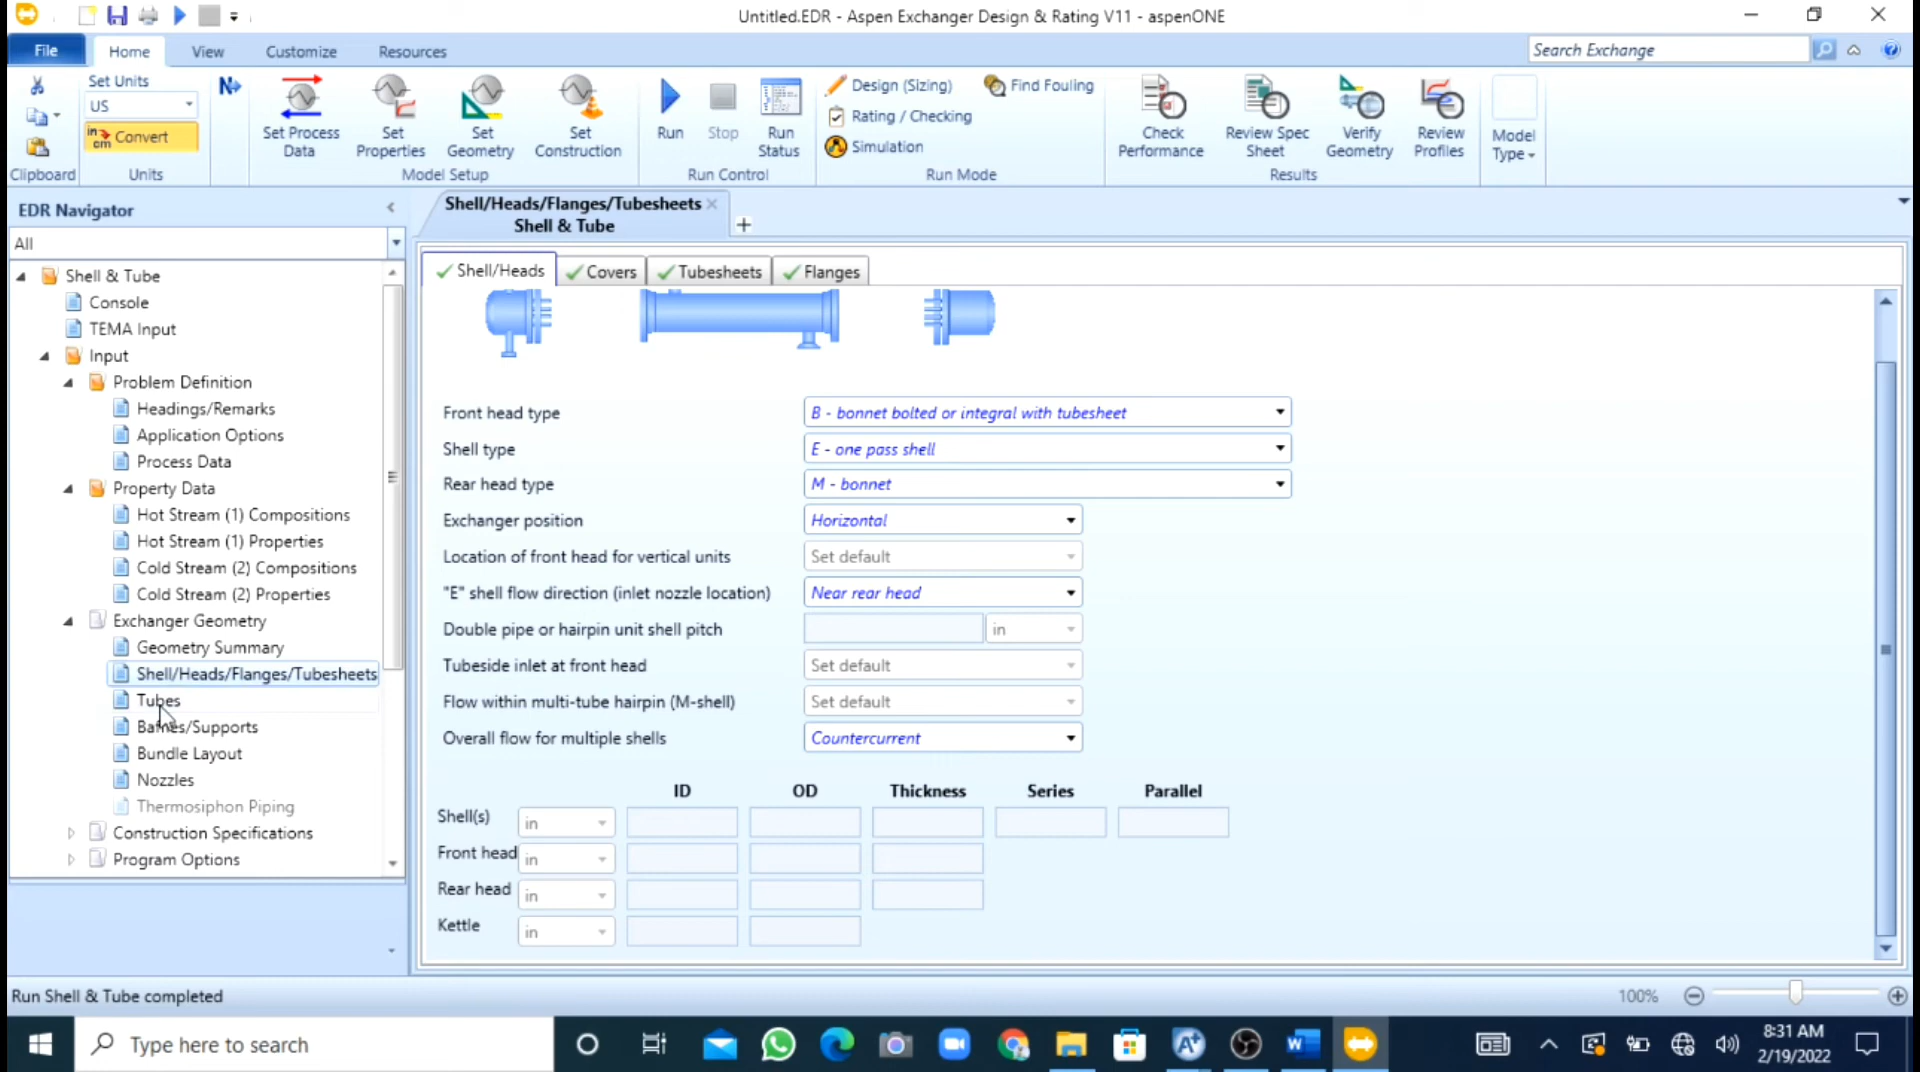 Untitled.EDR - Aspen Exchanger Design & Rating V11 - aspenONE
File
Home
View
Customize
Resources
Search Exchange
Set Units
US
Convert
Clipboard
Units
Set Process
Data
Set
Properties
Set
Geometry
Set
Construction
Model Setup
Run
Stop
Run
Status
Run Control
Design (Sizing)
Rating / Checking
Simulation
Find Fouling
Run Mode
Check
Performance
Review Spec
Sheet
Verify
Geometry
Review
Profiles
Results
Model
Type
EDR Navigator
All
Shell & Tube
Console
TEMA Input
Input
Problem Definition
Headings/Remarks
Application Options
Process Data
Property Data
Hot Stream (1) Compositions
Hot Stream (1) Properties
Cold Stream (2) Compositions
Cold Stream (2) Properties
Exchanger Geometry
Geometry Summary
Shell/Heads/Flanges/Tubesheets
Tubes
Baffles/Supports
Bundle Layout
Nozzles
Thermosiphon Piping
Construction Specifications
Program Options
Shell/Heads/Flanges/Tubesheets
Shell & Tube
Shell/Heads
Covers
Tubesheets
Flanges
Front head type B - bonnet bolted or integral with tubesheet
Shell type E - one pass shell
Rear head type M - bonnet
Exchanger position Horizontal
Location of front head for vertical units Set default
"E" shell flow direction (inlet nozzle location) Near rear head
Double pipe or hairpin unit shell pitch in
Tubeside inlet at front head Set default
Flow within multi-tube hairpin (M-shell) Set default
Overall flow for multiple shells Countercurrent
ID OD Thickness Series Parallel
Shell(s) in
Front head in
Rear head in
Kettle in
Run Shell & Tube completed
100%
Type here to search
8:31 AM
2/19/2022